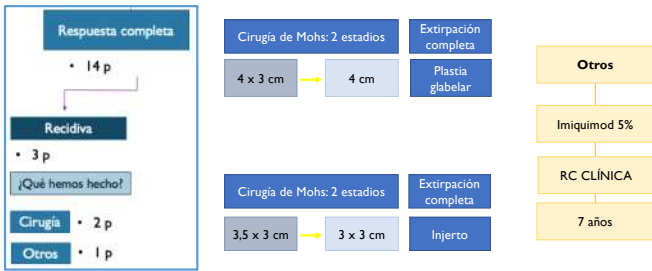 Respuesta completa
• 14 p
Recidiva
• 3 p
¿Qué hemos hecho?
Cirugía • 2 p
Otros • 1 p
Cirugía de Mohs: 2 estadios
Extirpación
completa
4 x 3 cm
4 cm
Plastia
glabelar
Cirugía de Mohs: 2 estadios
Extirpación
completa
3,5 x 3 cm
3 x 3 cm
Injerto
Otros
Imiquimod 5%
RC CLÍNICA
7 años